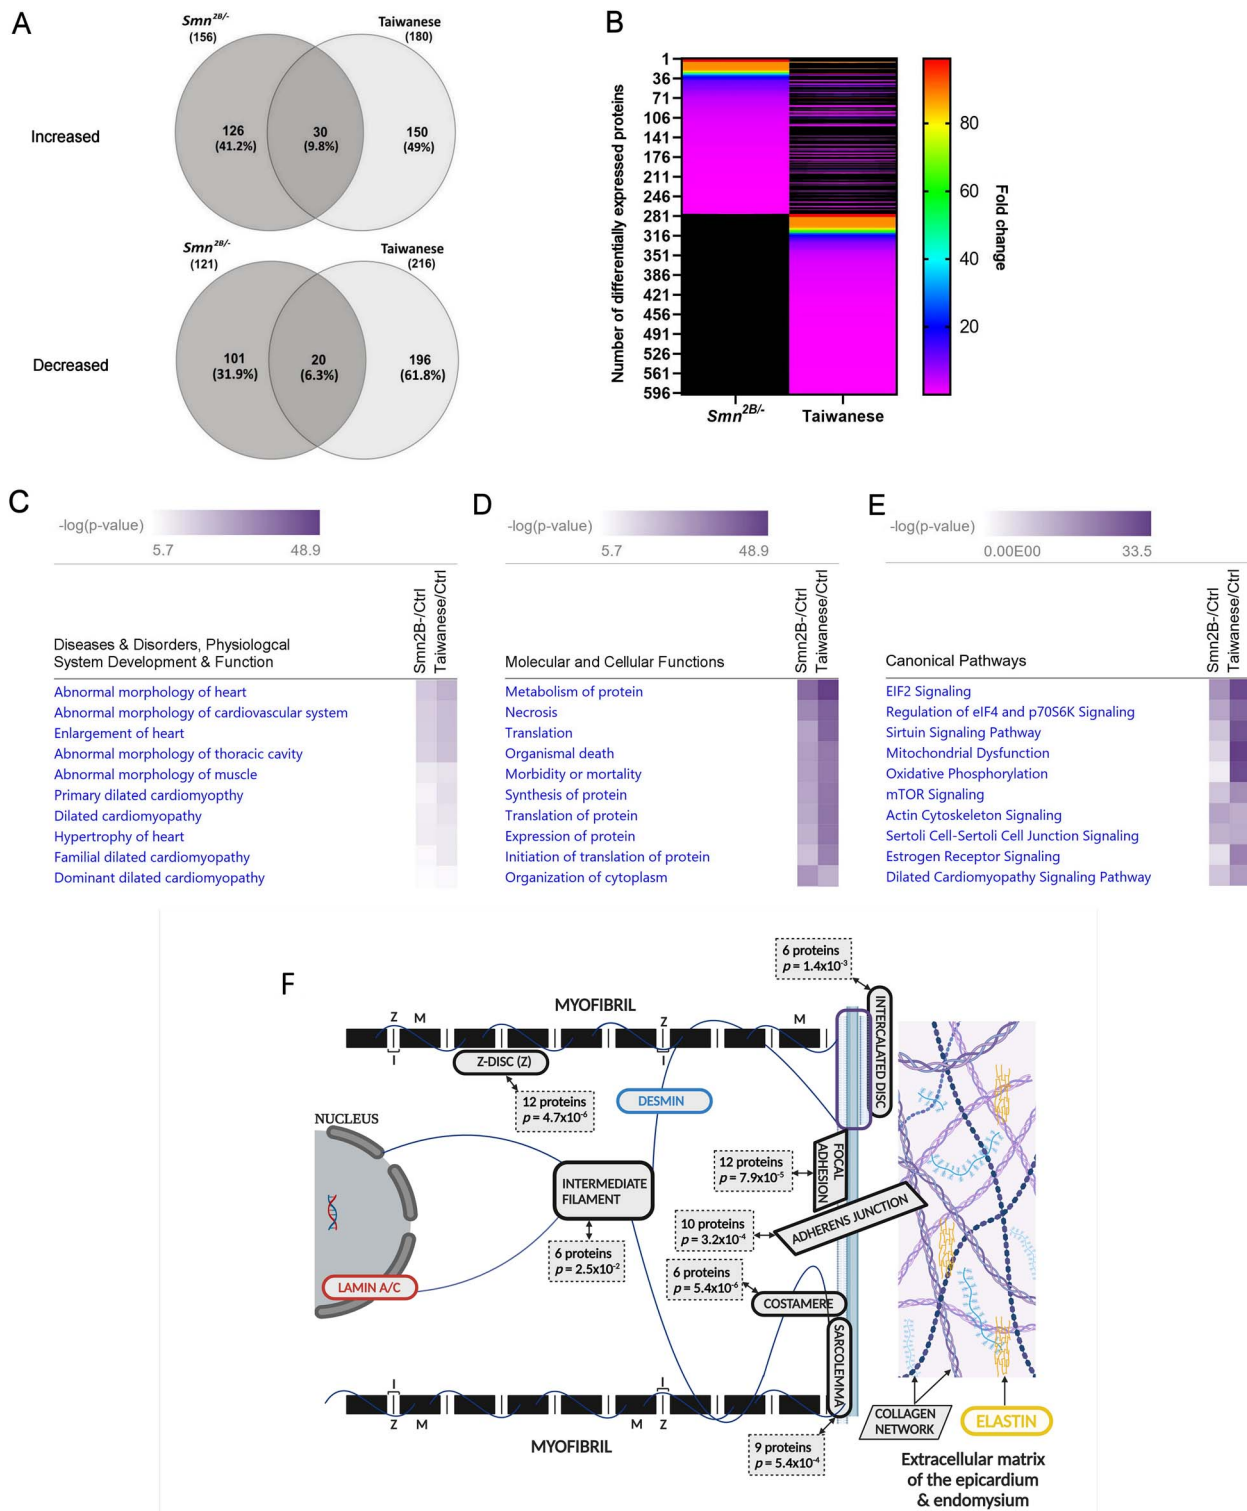 A
Smn2B/-
(156)
Taiwanese
(180)
Increased
126
(41.2%)
30
(9.8%)
150
(49%)
Smn2B/-
(121)
Taiwanese
(216)
Decreased
101
(31.9%)
20
(6.3%)
196
(61.8%)
B
Number of differentially expressed proteins
1
36
71
106
141
176
211
246
281
316
351
386
421
456
491
526
561
596
Smn2B/-
Taiwanese
80
60
40
20
Fold change
C
-log(p-value)
5.7
48.9
Diseases & Disorders, Physiologcal
System Development & Function
Smn2B-/Ctrl
Taiwanese/Ctrl
Abnormal morphology of heart
Abnormal morphology of cardiovascular system
Enlargement of heart
Abnormal morphology of thoracic cavity
Abnormal morphology of muscle
Primary dilated cardiomyopthy
Dilated cardiomyopathy
Hypertrophy of heart
Familial dilated cardiomyopathy
Dominant dilated cardiomyopathy
D
-log(p-value)
5.7
48.9
Molecular and Cellular Functions
Smn2B-/Ctrl
Taiwanese/Ctrl
Metabolism of protein
Necrosis
Translation
Organismal death
Morbidity or mortality
Synthesis of protein
Translation of protein
Expression of protein
Initiation of translation of protein
Organization of cytoplasm
E
-log(p-value)
0.00E00
33.5
Canonical Pathways
Smn2B-/Ctrl
Taiwanese/Ctrl
EIF2 Signaling
Regulation of eIF4 and p70S6K Signaling
Sirtuin Signaling Pathway
Mitochondrial Dysfunction
Oxidative Phosphorylation
mTOR Signaling
Actin Cytoskeleton Signaling
Sertoli Cell-Sertoli Cell Junction Signaling
Estrogen Receptor Signaling
Dilated Cardiomyopathy Signaling Pathway
F
6 proteins
p = 1.4x10-3
INTERCALATED DISC
MYOFIBRIL
Z
M
Z
M
I
I
Z-DISC (Z)
12 proteins
p = 4.7x10-6
DESMIN
NUCLEUS
FOCAL
ADHESION
12 proteins
p = 7.9x10-5
INTERMEDIATE
FILAMENT
ADHERENS JUNCTION
10 proteins
p = 3.2x10-4
6 proteins
p = 2.5x10-2
6 proteins
p = 5.4x10-6
LAMIN A/C
COSTAMERE
SARCOLEMMA
I
I
Z
M
M
Z
MYOFIBRIL
9 proteins
p = 5.4x10-4
COLLAGEN
NETWORK
ELASTIN
Extracellular matrix
of the epicardium
& endomysium